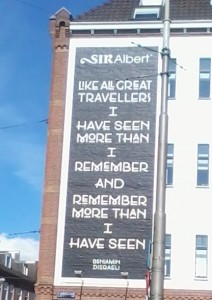 SIR Albert
LIKE ALL GREAT
TRAVELLERS
I
HAVE SEEN
MORE THAN
I
REMEMBER
AND
REMEMBER
MORE THAN
I
HAVE SEEN
BENJAMIN
DISRAELI